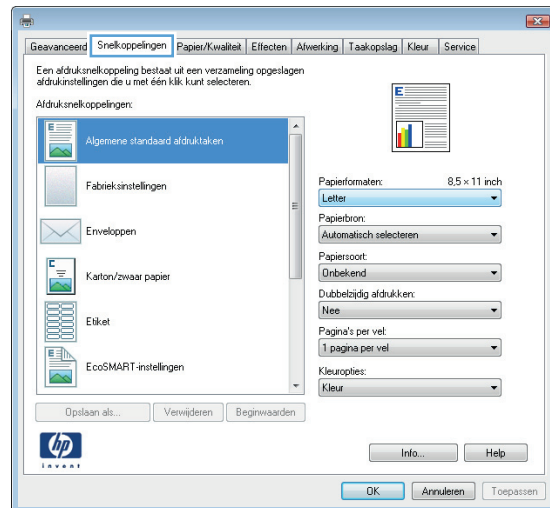 Geavanceerd Snelkoppelingen Papier/Kwaliteit Effecten Afwerking Taakopslag Kleur Service
Een afdruksnelkoppeling bestaat uit een verzameling opgeslagen
afdrukinstellingen die u met één klik kunt selecteren.
Afdruksnelkoppelingen:
Algemene standaard afdruktaken
Fabrieksinstellingen
Enveloppen
Karton/zwaar papier
Etiket
EcoSMART-instellingen
Opslaan als... Verwijderen Beginwaarden
E
Papierformaten: 8,5 × 11 inch
Letter
Papierbron:
Automatisch selecteren
Papiersoort:
Onbekend
Dubbelzijdig afdrukken:
Nee
Pagina's per vel:
1 pagina per vel
Kleuropties:
Kleur
hp
invent
Info... Help
OK Annuleren Toepassen